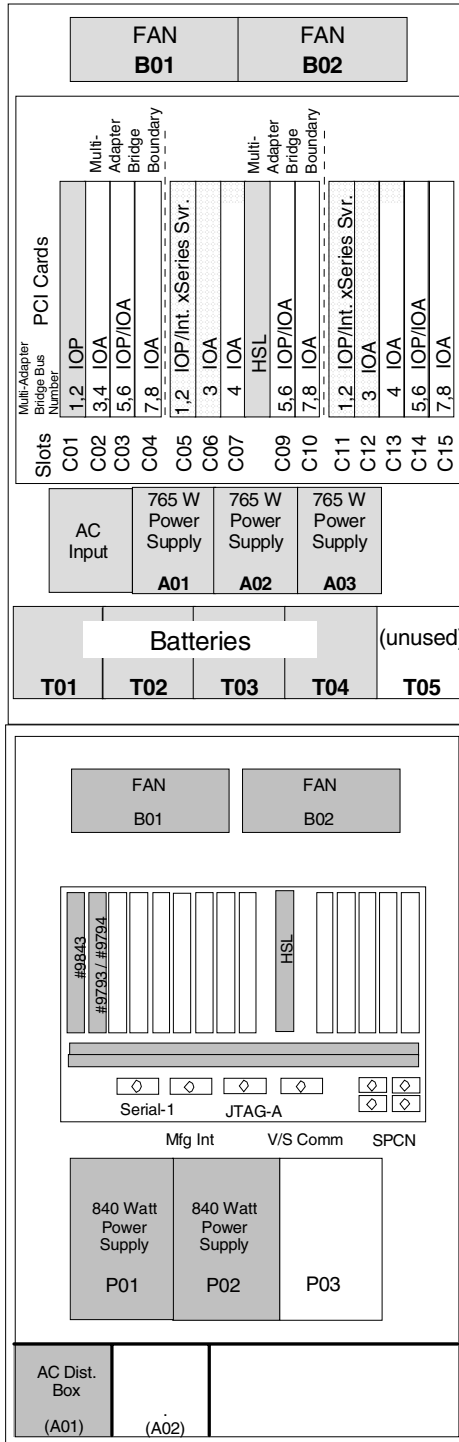 FAN
B01
FAN
B02
Multi-
Adapter
Bridge
Boundary
Multi-
Adapter
Bridge
Boundary
PCI Cards
Multi-Adapter
Bridge Bus
Number
1,2 IOP
3,4 IOA
5,6 IOP/IOA
7,8 IOA
1,2 IOP/Int. xSeries Svr.
3 IOA
4 IOA
HSL
5,6 IOP/IOA
7,8 IOA
1,2 IOP/Int. xSeries Svr.
3 IOA
4 IOA
5,6 IOP/IOA
7,8 IOA
Slots
C01
C02
C03
C04
C05
C06
C07
C09
C10
C11
C12
C13
C14
C15
AC
Input
765 W
Power
Supply
A01
765 W
Power
Supply
A02
765 W
Power
Supply
A03
Batteries
(unused)
T01
T02
T03
T04
T05
FAN
B01
FAN
B02
#9843
#9793 / #9794
HSL
Serial-1
JTAG-A
Mfg Int
V/S Comm
SPCN
840 Watt
Power
Supply
P01
840 Watt
Power
Supply
P02
P03
AC Dist.
Box
(A01)
.
(A02)